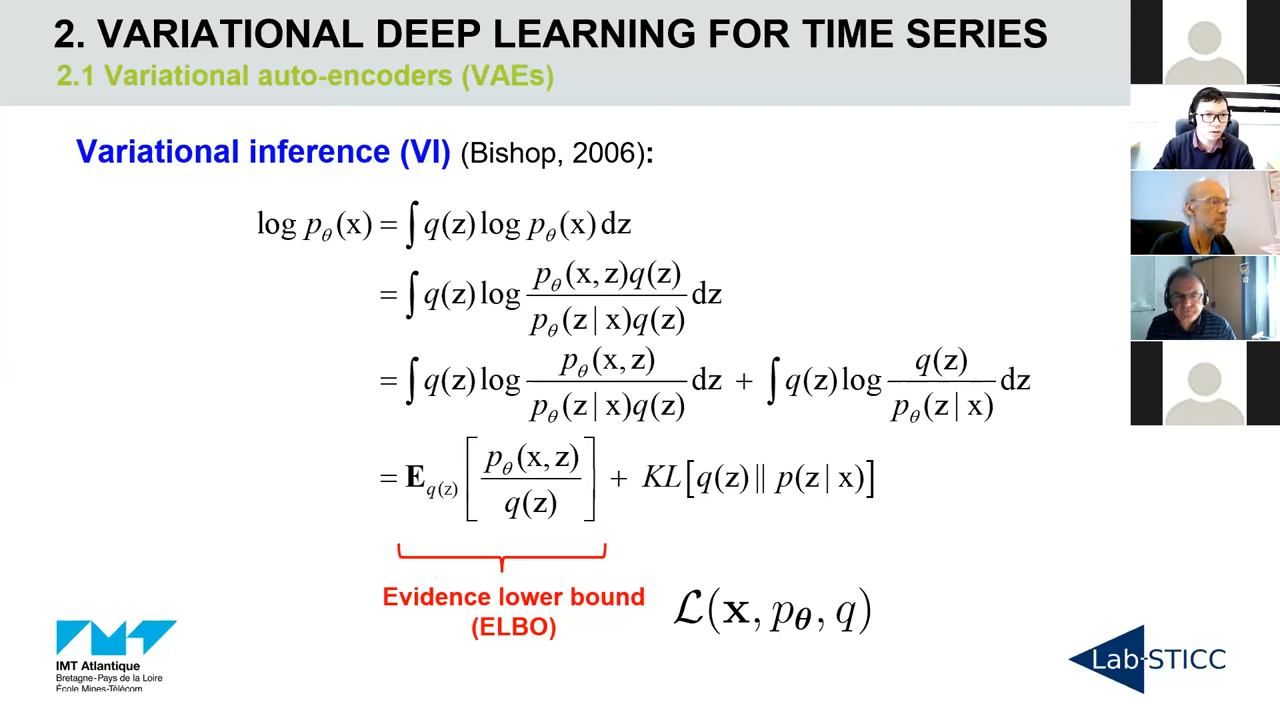 2. VARIATIONAL DEEP LEARNING FOR TIME SERIES
2.1 Variational auto-encoders (VAEs)
Variational inference (VI) (Bishop, 2006):
log p_θ(x) = ∫ q(z) log p_θ(x) dz
= ∫ q(z) log p_θ(x, z)q(z) / p_θ(z | x)q(z) dz
= ∫ q(z) log p_θ(x, z) / p_θ(z | x)q(z) dz + ∫ q(z) log q(z) / p_θ(z | x) dz
= E_q(z) [ p_θ(x, z) / q(z) ] + KL[q(z) || p(z | x)]
Evidence lower bound
(ELBO)
ℒ(x, p_θ, q)
IMT Atlantique
Bretagne-Pays de la Loire
École Mines-Télécom
Lab-STICC